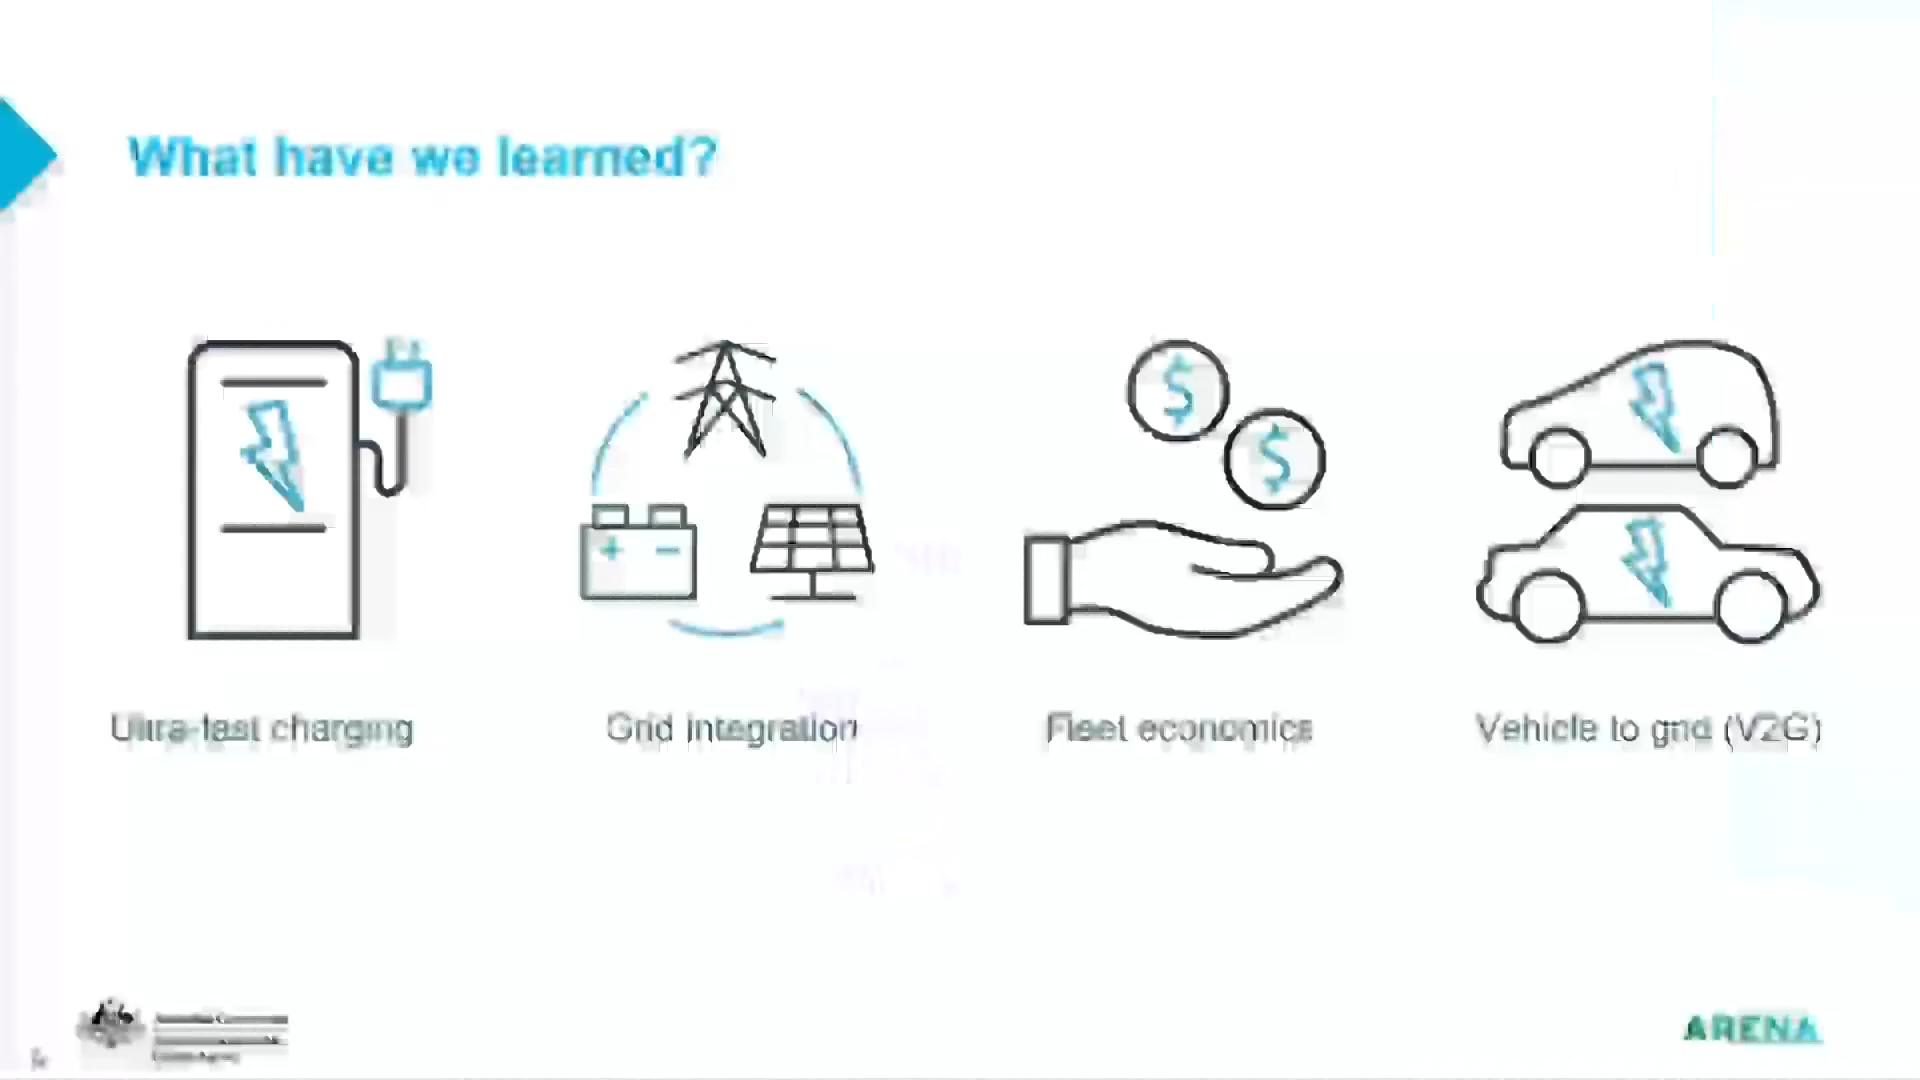 What have we learned?
$
$
+ -
Ultra-fast charging
Grid integration
Fleet economics
Vehicle to grid (V2G)
ARENA